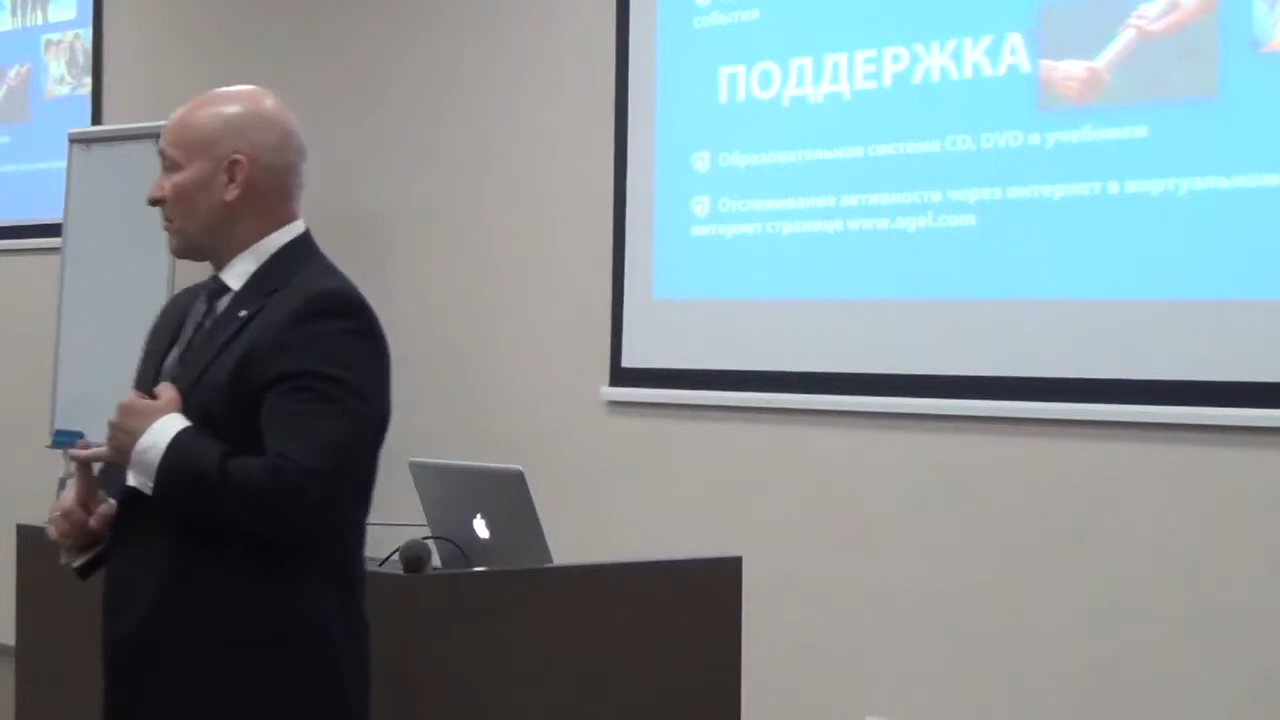 события
ПОДДЕРЖКА
Образовательная система CD, DVD и учебники
Отслеживание активности через интернет в виртуальном
интернет странице www.agel.com